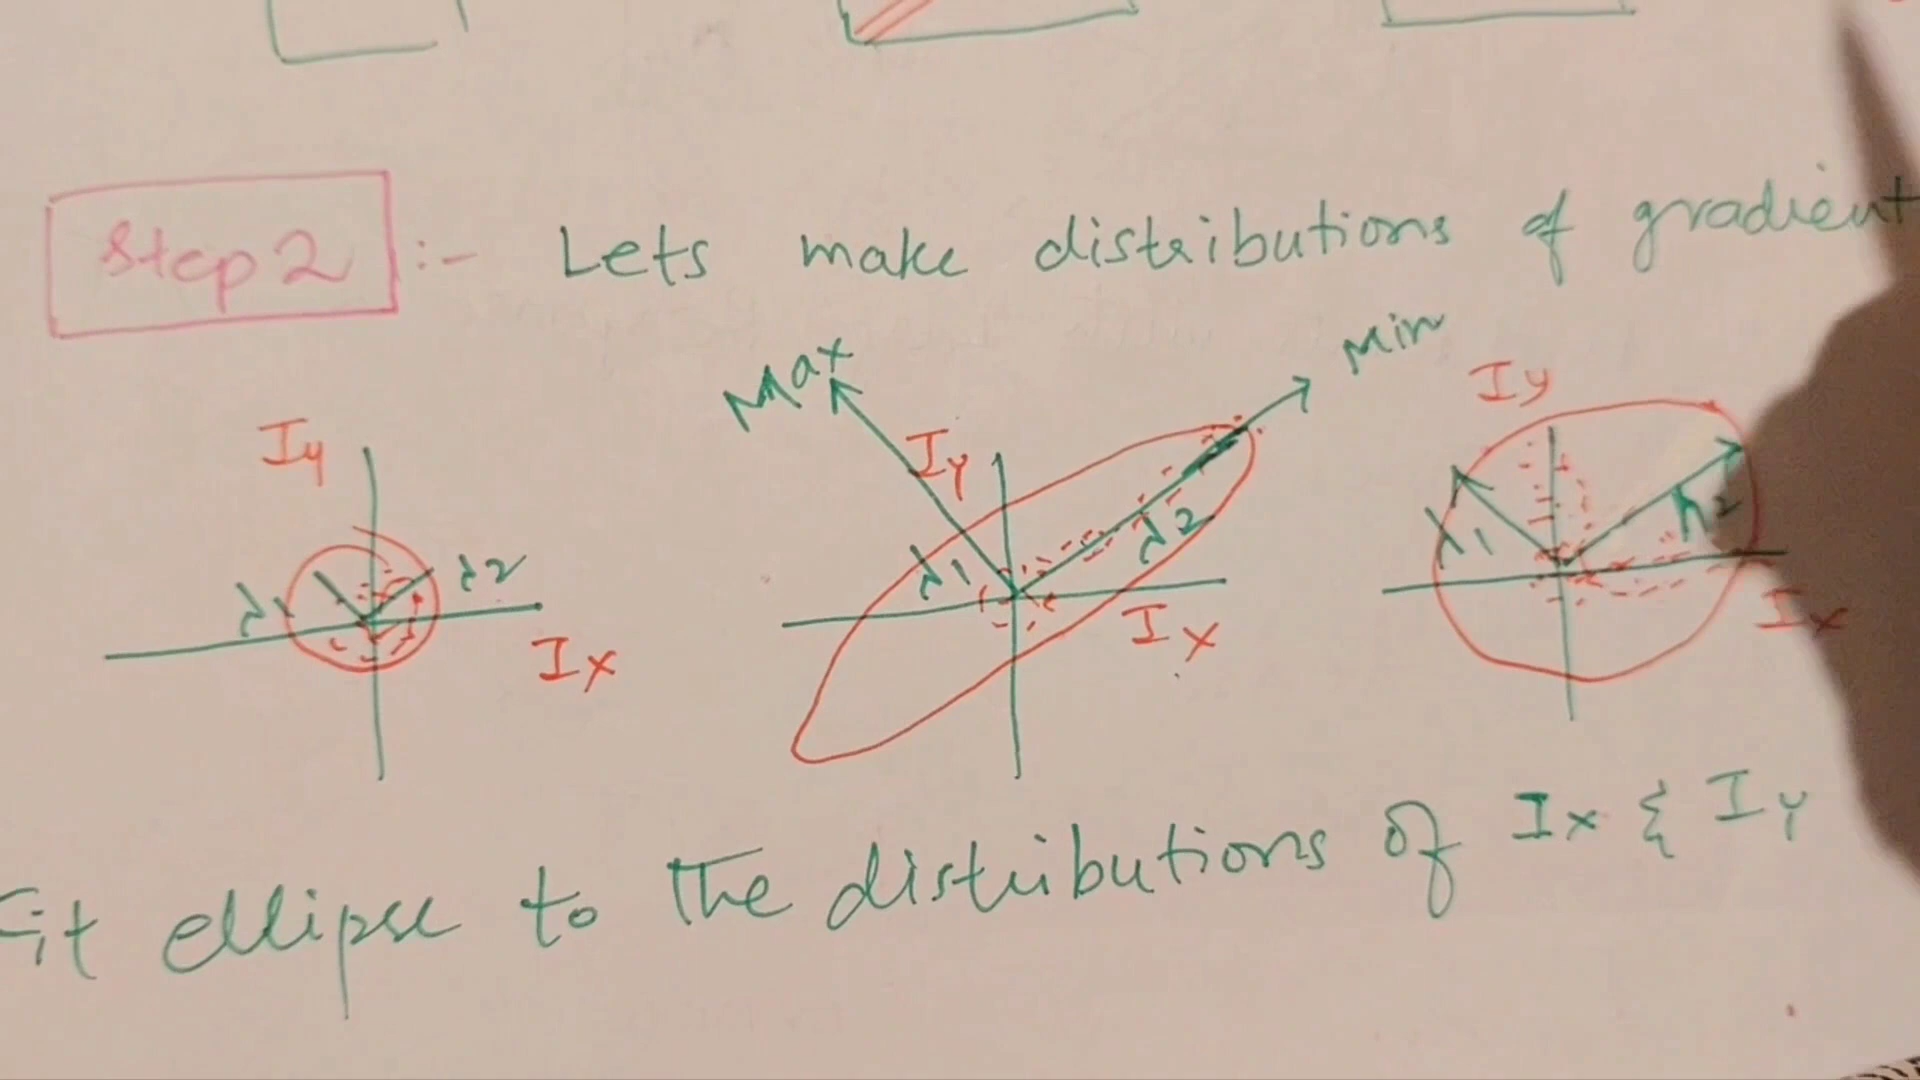 Step 2 :- Lets make distributions of gradient
Max
Min
Iy
Iy
Iy
λ1
λ2
λ1
λ2
λ1
λ2
Ix
Ix
Ix
Fit ellipse to the distributions of Ix & Iy